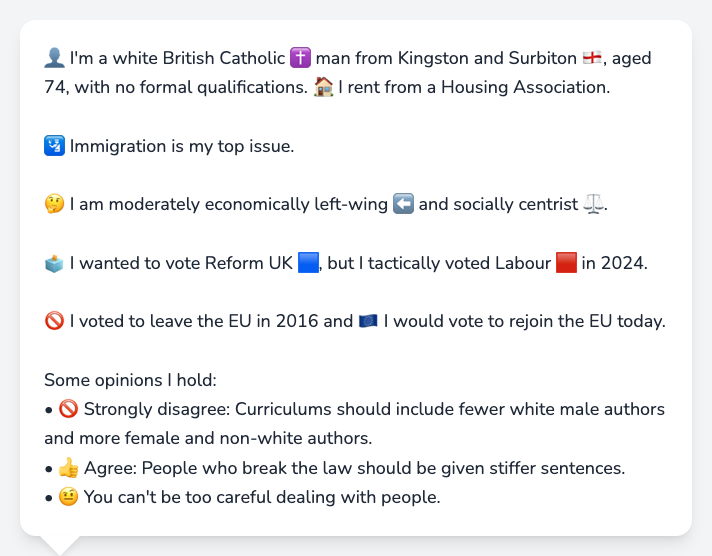 👤 I'm a white British Catholic ✝️ man from Kingston and Surbiton 🏴󠁧󠁢󠁥󠁮󠁧󠁿, aged
74, with no formal qualifications. 🏠 I rent from a Housing Association.
🛂 Immigration is my top issue.
🤔 I am moderately economically left-wing ⬅️ and socially centrist ⚖️.
🗳️ I wanted to vote Reform UK 🟦, but I tactically voted Labour 🟥 in 2024.
🚫 I voted to leave the EU in 2016 and 🇪🇺 I would vote to rejoin the EU today.
Some opinions I hold:
• 🚫 Strongly disagree: Curriculums should include fewer white male authors
and more female and non-white authors.
• 👍 Agree: People who break the law should be given stiffer sentences.
• 🤨 You can't be too careful dealing with people.